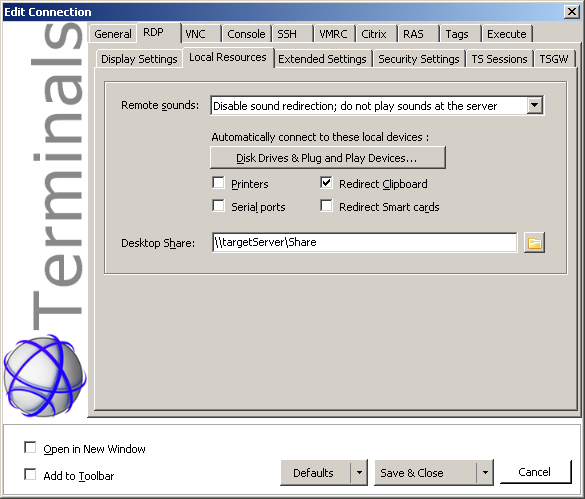 Edit Connection
General RDP VNC Console SSH VMRC Citrix RAS Tags Execute
Display Settings Local Resources Extended Settings Security Settings TS Sessions TSGW
Terminals
Remote sounds: Disable sound redirection; do not play sounds at the server
Automatically connect to these local devices :
Disk Drives & Plug and Play Devices...
Printers Redirect Clipboard
Serial ports Redirect Smart cards
Desktop Share: \\targetServer\Share
Open in New Window
Add to Toolbar
Defaults Save & Close Cancel